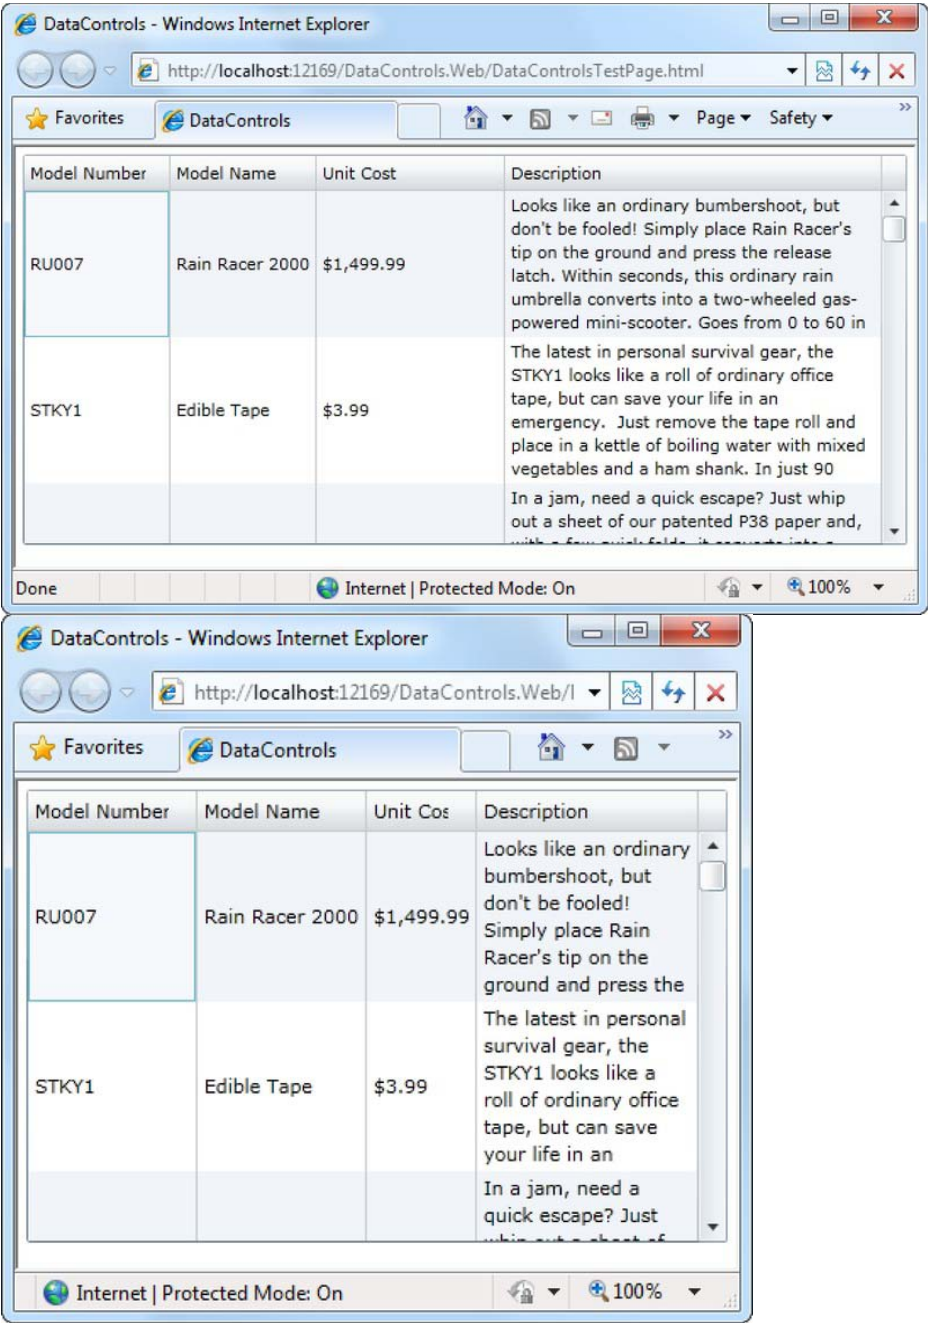 DataControls - Windows Internet Explorer
http://localhost:12169/DataControls.Web/DataControlsTestPage.html
Favorites DataControls Page Safety »
Model Number Model Name Unit Cost Description
RU007 Rain Racer 2000 $1,499.99
Looks like an ordinary bumbershoot, but
don't be fooled! Simply place Rain Racer's
tip on the ground and press the release
latch. Within seconds, this ordinary rain
umbrella converts into a two-wheeled gas-
powered mini-scooter. Goes from 0 to 60 in
STKY1 Edible Tape $3.99
The latest in personal survival gear, the
STKY1 looks like a roll of ordinary office
tape, but can save your life in an
emergency. Just remove the tape roll and
place in a kettle of boiling water with mixed
vegetables and a ham shank. In just 90
In a jam, need a quick escape? Just whip
out a sheet of our patented P38 paper and,
with a few quick folds, it converts into a
Done Internet | Protected Mode: On 100%
DataControls - Windows Internet Explorer
http://localhost:12169/DataControls.Web/
Favorites DataControls »
Model Number Model Name Unit Cos Description
RU007 Rain Racer 2000 $1,499.99
Looks like an ordinary
bumbershoot, but
don't be fooled!
Simply place Rain
Racer's tip on the
ground and press the
STKY1 Edible Tape $3.99
The latest in personal
survival gear, the
STKY1 looks like a
roll of ordinary office
tape, but can save
your life in an
In a jam, need a
quick escape? Just
whip out a sheet of
Internet | Protected Mode: On 100%